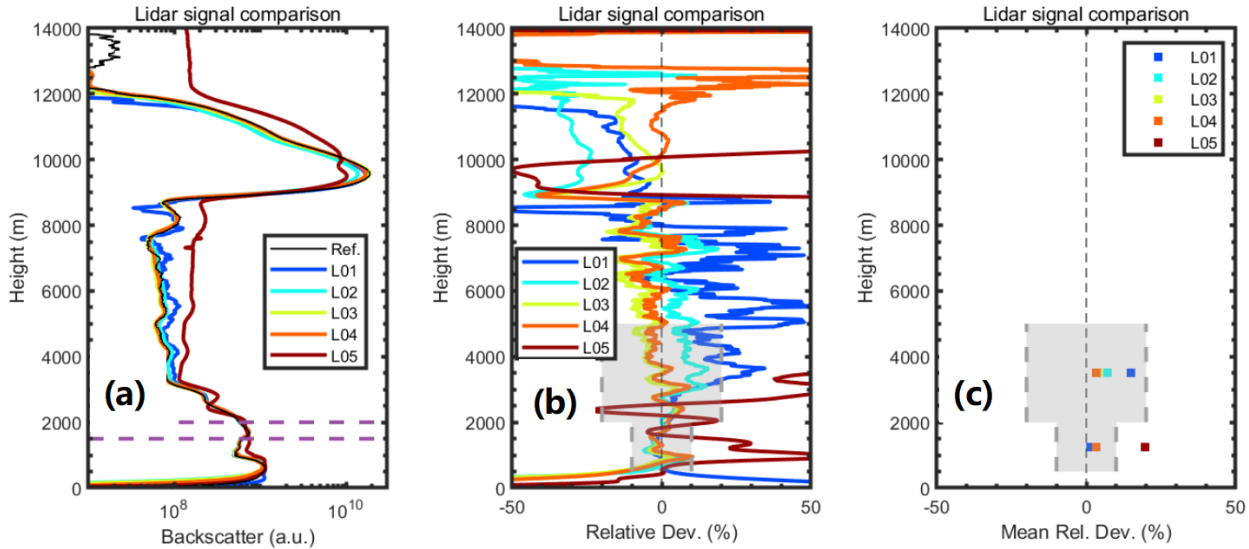 Lidar signal comparison
14000
12000
10000
8000
6000
4000
2000
0
Height (m)
Ref.
L01
L02
L03
L04
L05
(a)
10^8
10^10
Backscatter (a.u.)
Lidar signal comparison
14000
12000
10000
8000
6000
4000
2000
0
Height (m)
L01
L02
L03
L04
L05
(b)
-50
0
50
Relative Dev. (%)
Lidar signal comparison
14000
12000
10000
8000
6000
4000
2000
0
Height (m)
L01
L02
L03
L04
L05
(c)
-50
0
50
Mean Rel. Dev. (%)